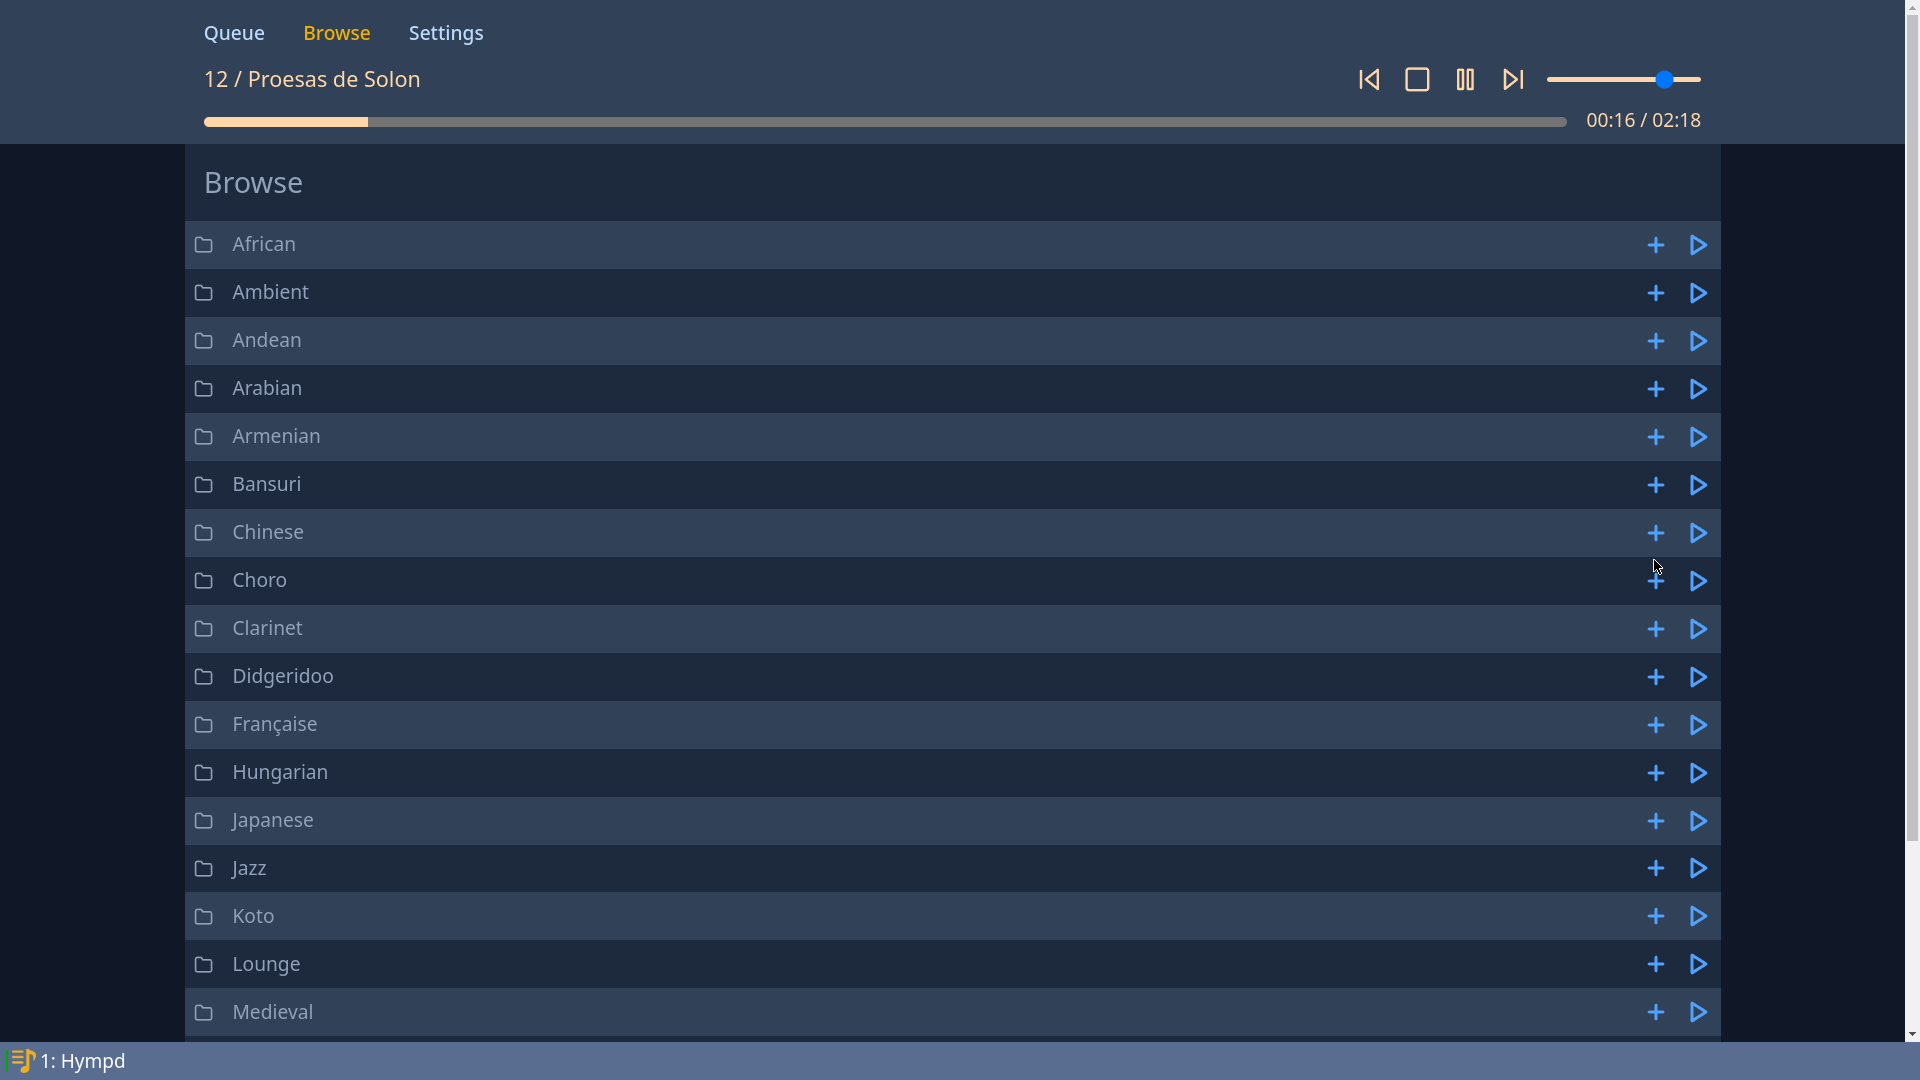 Queue Browse Settings
12 / Proesas de Solon
00:16 / 02:18
Browse
African
Ambient
Andean
Arabian
Armenian
Bansuri
Chinese
Choro
Clarinet
Didgeridoo
Française
Hungarian
Japanese
Jazz
Koto
Lounge
Medieval
1: Hympd